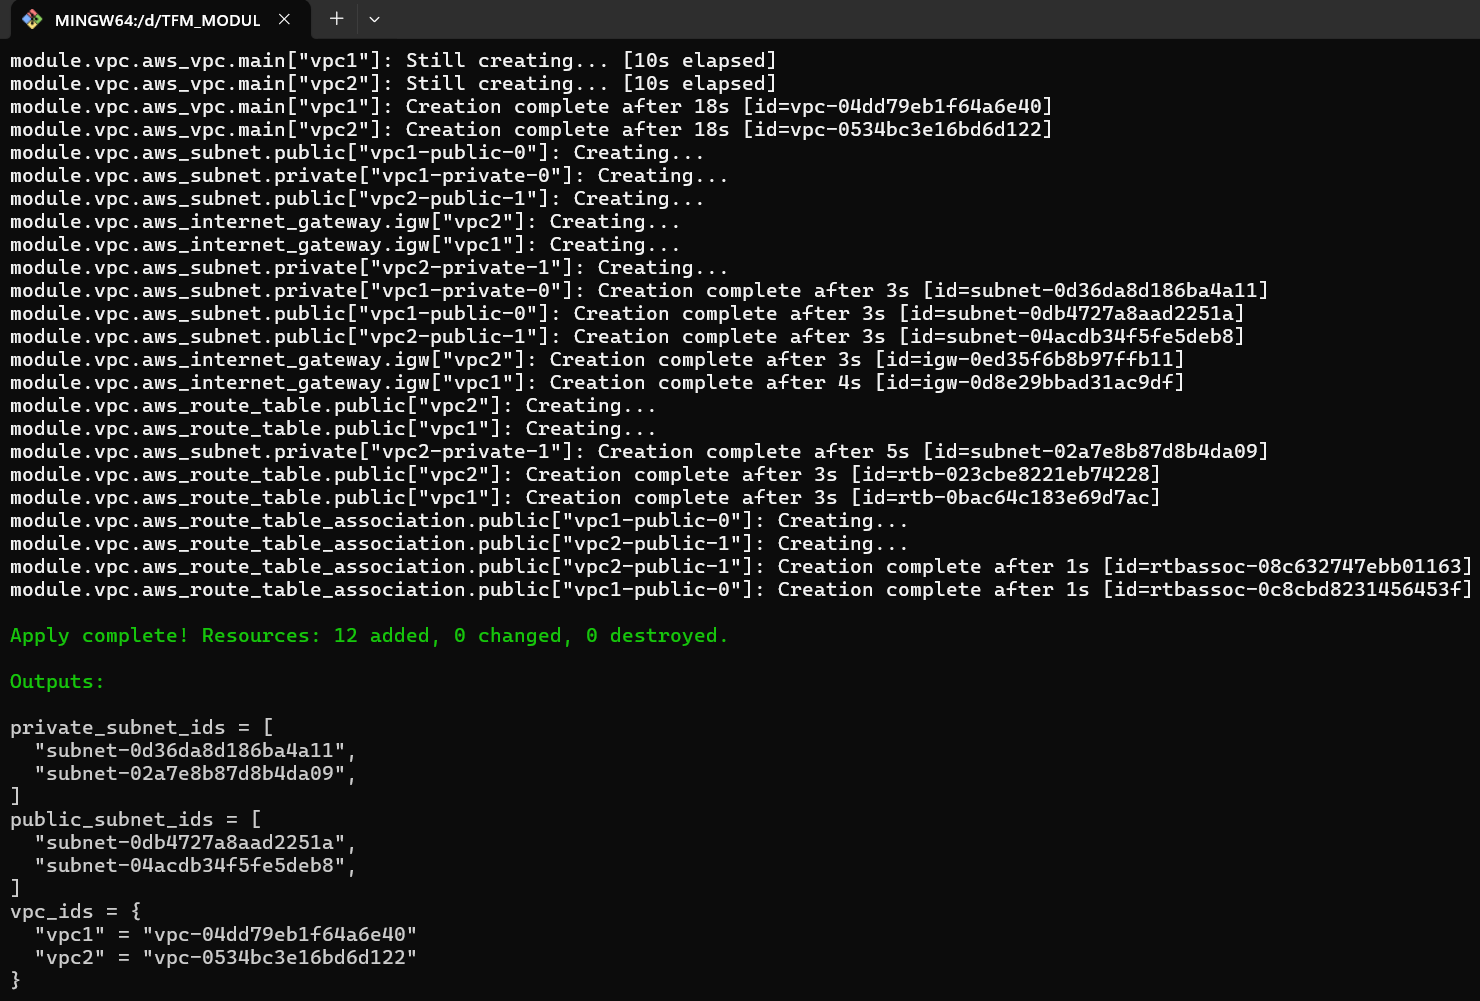 MINGW64:/d/TFM_MODUL
module.vpc.aws_vpc.main["vpc1"]: Still creating... [10s elapsed]
module.vpc.aws_vpc.main["vpc2"]: Still creating... [10s elapsed]
module.vpc.aws_vpc.main["vpc1"]: Creation complete after 18s [id=vpc-04dd79eb1f64a6e40]
module.vpc.aws_vpc.main["vpc2"]: Creation complete after 18s [id=vpc-0534bc3e16bd6d122]
module.vpc.aws_subnet.public["vpc1-public-0"]: Creating...
module.vpc.aws_subnet.private["vpc1-private-0"]: Creating...
module.vpc.aws_subnet.public["vpc2-public-1"]: Creating...
module.vpc.aws_internet_gateway.igw["vpc2"]: Creating...
module.vpc.aws_internet_gateway.igw["vpc1"]: Creating...
module.vpc.aws_subnet.private["vpc2-private-1"]: Creating...
module.vpc.aws_subnet.private["vpc1-private-0"]: Creation complete after 3s [id=subnet-0d36da8d186ba4a11]
module.vpc.aws_subnet.public["vpc1-public-0"]: Creation complete after 3s [id=subnet-0db4727a8aad2251a]
module.vpc.aws_subnet.public["vpc2-public-1"]: Creation complete after 3s [id=subnet-04acdb34f5fe5deb8]
module.vpc.aws_internet_gateway.igw["vpc2"]: Creation complete after 3s [id=igw-0ed35f6b8b97ffb11]
module.vpc.aws_internet_gateway.igw["vpc1"]: Creation complete after 4s [id=igw-0d8e29bbad31ac9df]
module.vpc.aws_route_table.public["vpc2"]: Creating...
module.vpc.aws_route_table.public["vpc1"]: Creating...
module.vpc.aws_subnet.private["vpc2-private-1"]: Creation complete after 5s [id=subnet-02a7e8b87d8b4da09]
module.vpc.aws_route_table.public["vpc2"]: Creation complete after 3s [id=rtb-023cbe8221eb74228]
module.vpc.aws_route_table.public["vpc1"]: Creation complete after 3s [id=rtb-0bac64c183e69d7ac]
module.vpc.aws_route_table_association.public["vpc1-public-0"]: Creating...
module.vpc.aws_route_table_association.public["vpc2-public-1"]: Creating...
module.vpc.aws_route_table_association.public["vpc2-public-1"]: Creation complete after 1s [id=rtbassoc-08c632747ebb01163]
module.vpc.aws_route_table_association.public["vpc1-public-0"]: Creation complete after 1s [id=rtbassoc-0c8cbd8231456453f]
Apply complete! Resources: 12 added, 0 changed, 0 destroyed.
Outputs:
private_subnet_ids = [
  "subnet-0d36da8d186ba4a11",
  "subnet-02a7e8b87d8b4da09",
]
public_subnet_ids = [
  "subnet-0db4727a8aad2251a",
  "subnet-04acdb34f5fe5deb8",
]
vpc_ids = {
  "vpc1" = "vpc-04dd79eb1f64a6e40"
  "vpc2" = "vpc-0534bc3e16bd6d122"
}